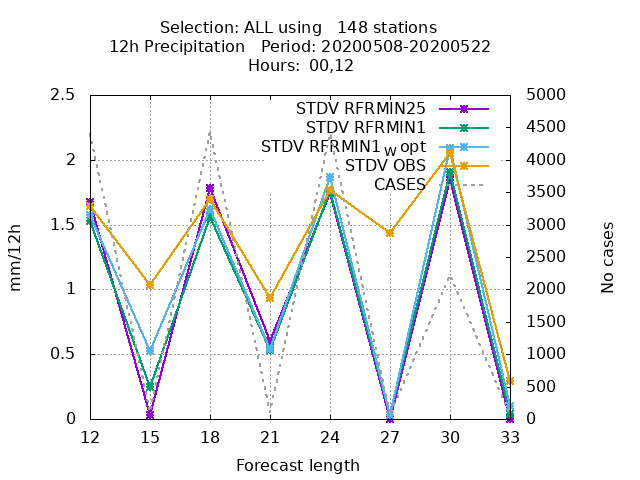 Selection: ALL using   148 stations
12h Precipitation   Period: 20200508-20200522
Hours:  00,12
2.5
2
1.5
1
0.5
0
5000
4500
4000
3500
3000
2500
2000
1500
1000
500
0
STDV RFRMIN25
STDV RFRMIN1
STDV RFRMIN1wopt
STDV OBS
CASES
mm/12h
No cases
12 15 18 21 24 27 30 33
Forecast length